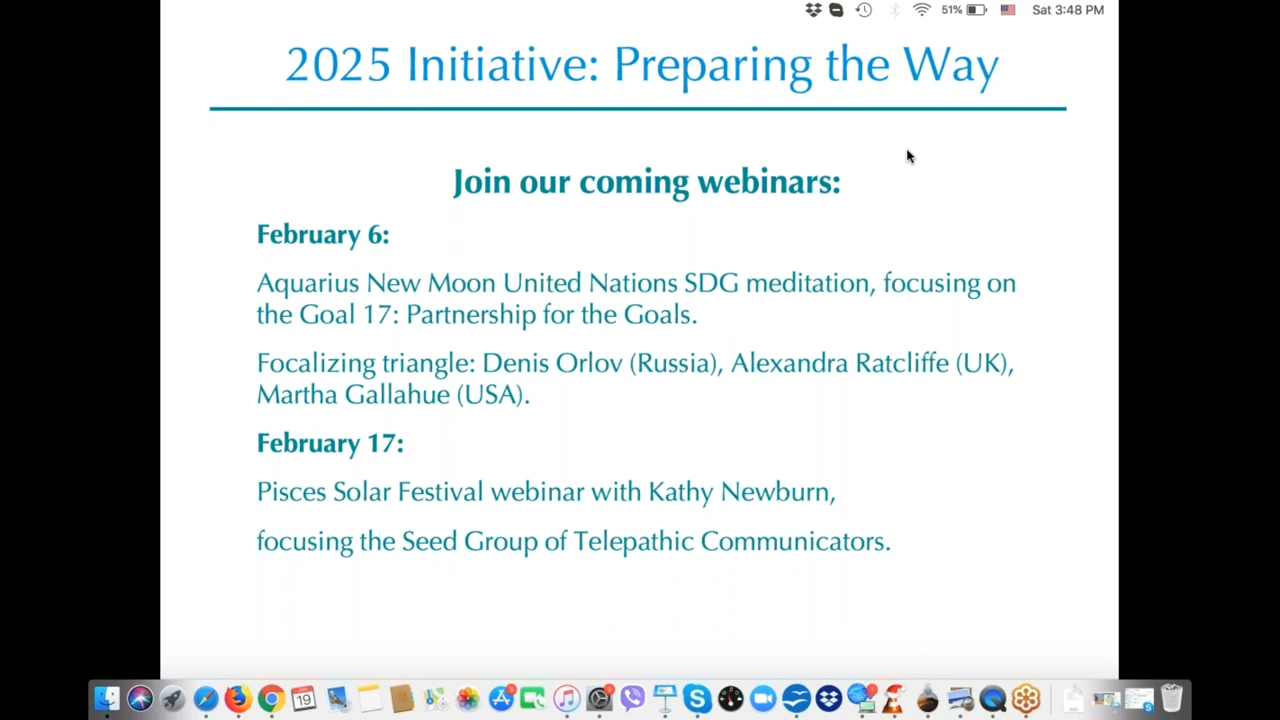 51% Sat 3:48 PM
2025 Initiative: Preparing the Way
Join our coming webinars:
February 6:
Aquarius New Moon United Nations SDG meditation, focusing on
the Goal 17: Partnership for the Goals.
Focalizing triangle: Denis Orlov (Russia), Alexandra Ratcliffe (UK),
Martha Gallahue (USA).
February 17:
Pisces Solar Festival webinar with Kathy Newburn,
focusing the Seed Group of Telepathic Communicators.
19